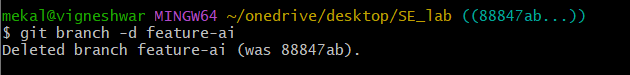 mekal@vigneshwar MINGW64 ~/onedrive/desktop/SE_lab ((88847ab...))
$ git branch -d feature-ai
Deleted branch feature-ai (was 88847ab).